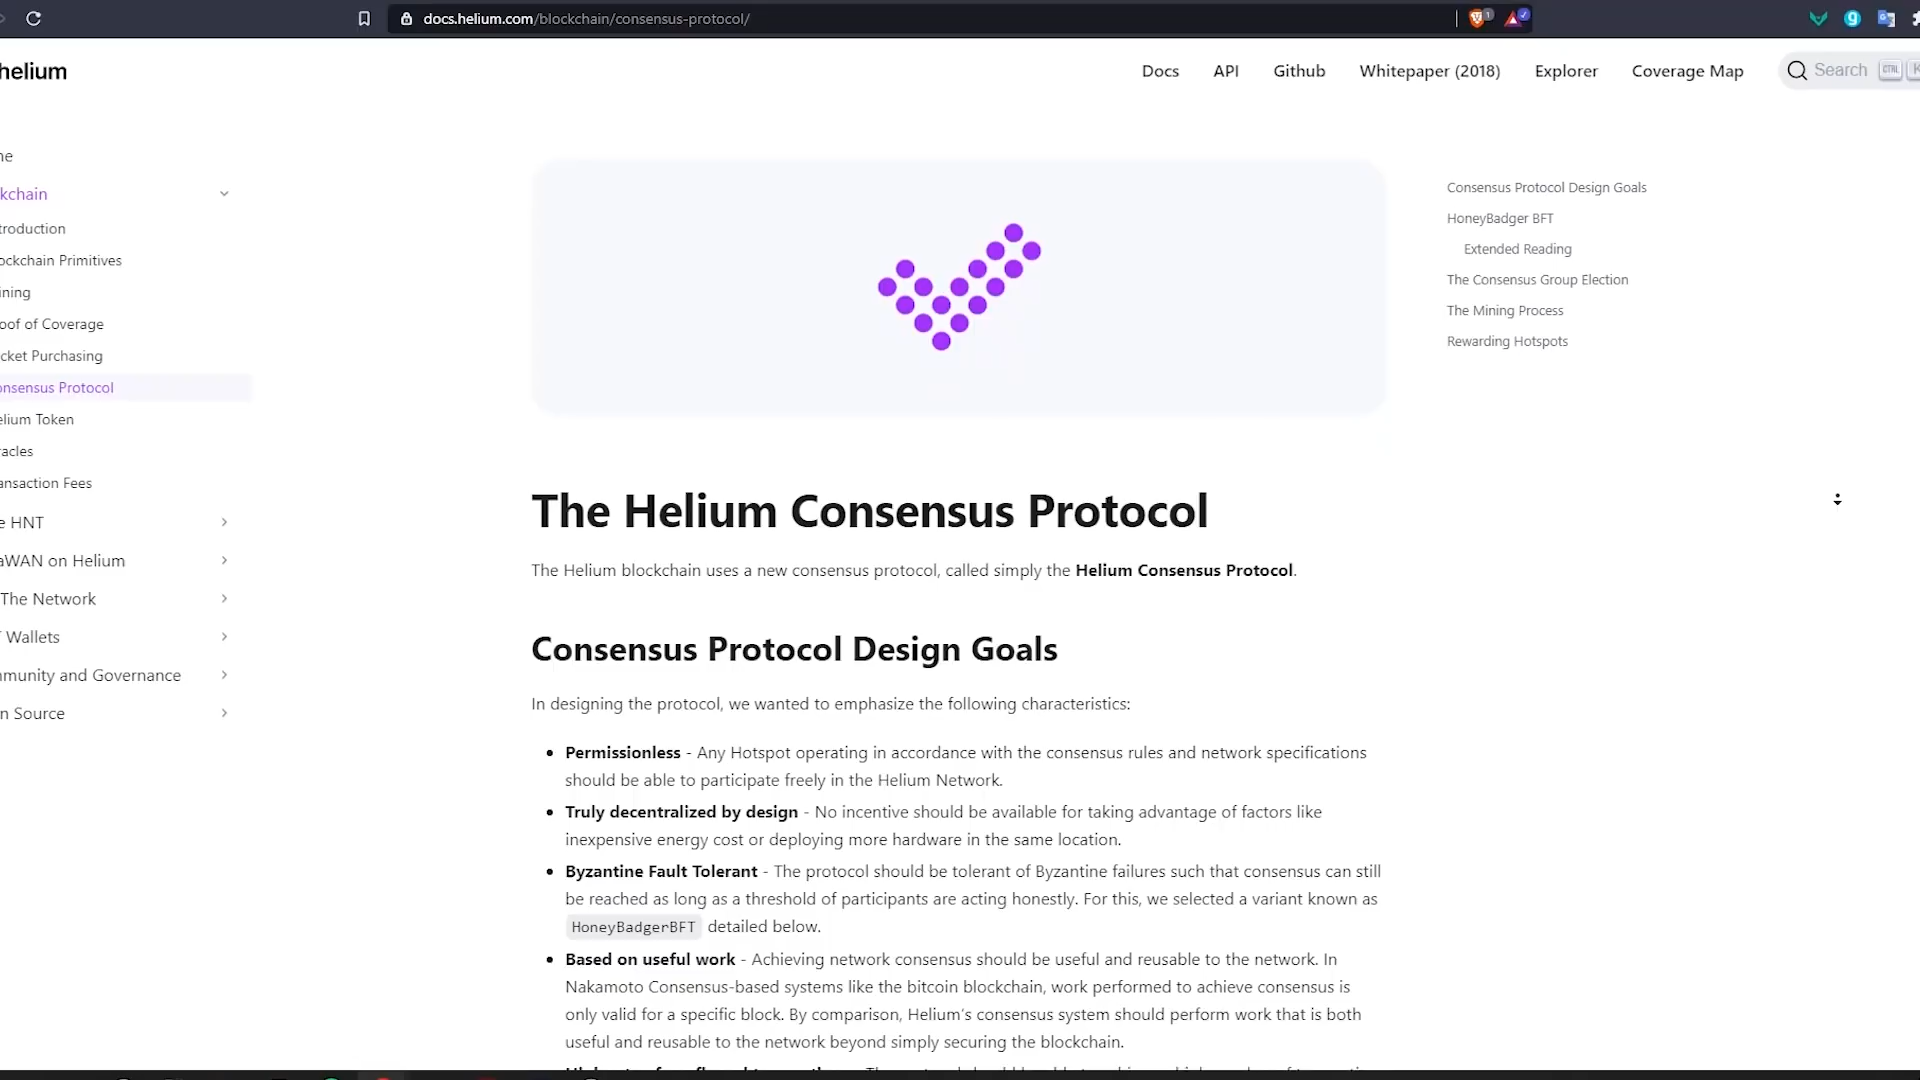 docs.helium.com/blockchain/consensus-protocol/
1
helium
Docs
API
Github
Whitepaper (2018)
Explorer
Coverage Map
Search
CTRL
K
me
kchain
troduction
ockchain Primitives
ining
oof of Coverage
cket Purchasing
onsensus Protocol
elium Token
racles
ansaction Fees
e HNT
aWAN on Helium
The Network
Wallets
mmunity and Governance
n Source
Consensus Protocol Design Goals
HoneyBadger BFT
Extended Reading
The Consensus Group Election
The Mining Process
Rewarding Hotspots
The Helium Consensus Protocol
The Helium blockchain uses a new consensus protocol, called simply the Helium Consensus Protocol.
Consensus Protocol Design Goals
In designing the protocol, we wanted to emphasize the following characteristics:
• Permissionless - Any Hotspot operating in accordance with the consensus rules and network specifications
should be able to participate freely in the Helium Network.
• Truly decentralized by design - No incentive should be available for taking advantage of factors like
inexpensive energy cost or deploying more hardware in the same location.
• Byzantine Fault Tolerant - The protocol should be tolerant of Byzantine failures such that consensus can still
be reached as long as a threshold of participants are acting honestly. For this, we selected a variant known as
HoneyBadgerBFT detailed below.
• Based on useful work - Achieving network consensus should be useful and reusable to the network. In
Nakamoto Consensus-based systems like the bitcoin blockchain, work performed to achieve consensus is
only valid for a specific block. By comparison, Helium's consensus system should perform work that is both
useful and reusable to the network beyond simply securing the blockchain.